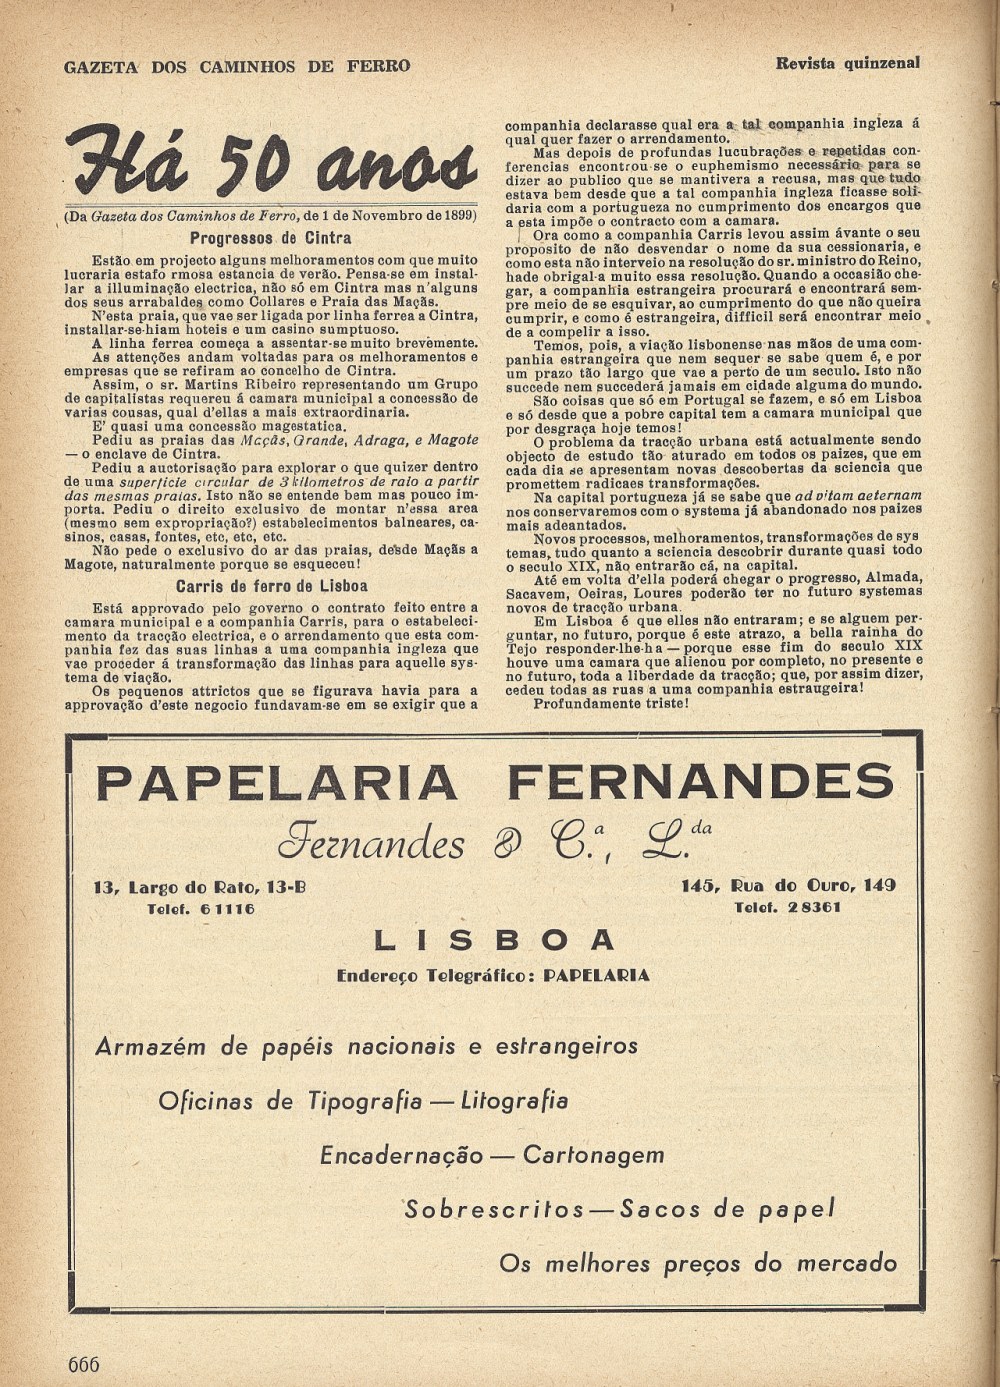 GAZETA DOS CAMINHOS DE FERRO
Revista quinzenal
Há 50 anos
(Da Gazeta dos Caminhos de Ferro, de 1 de Novembro de 1899)
Progressos de Cintra
Estão em projecto alguns melhoramentos com que muito
lucraria estafo rmosa estancia de verão. Pensa-se em instal-
lar a illuminação electrica, não só em Cintra mas n'alguns
dos seus arrabaldes como Collares e Praia das Maçãs.
N'esta praia, que vae ser ligada por linha ferrea a Cintra,
installar-se-hiam hoteis e um casino sumptuoso.
A linha ferrea começa a assentar-se muito brevemente.
As attenções andam voltadas para os melhoramentos e
empresas que se refiram ao concelho de Cintra.
Assim, o sr. Martins Ribeiro representando um Grupo
de capitalistas requereu á camara municipal a concessão de
varias cousas, qual d'ellas a mais extraordinaria.
E' quasi uma concessão magestatica.
Pediu as praias das Maçãs, Grande, Adraga, e Magote
— o enclave de Cintra.
Pediu a auctorisação para explorar o que quizer dentro
de uma superficie circular de 3 kilometros de raio a partir
das mesmas praias. Isto não se entende bem mas pouco im-
porta. Pediu o direito exclusivo de montar n'essa area
(mesmo sem expropriação?) estabelecimentos balneares, ca-
sinos, casas, fontes, etc, etc, etc.
Não pede o exclusivo do ar das praias, desde Maçãs a
Magote, naturalmente porque se esqueceu!
Carris de ferro de Lisboa
Está approvado pelo governo o contrato feito entre a
camara municipal e a companhia Carris, para o estabeleci-
mento da tracção electrica, e o arrendamento que esta com-
panhia fez das suas linhas a uma companhia ingleza que
vae proceder á transformação das linhas para aquelle sys-
tema de viação.
Os pequenos attrictos que se figurava havia para a
approvação d'este negocio fundavam-se em se exigir que a
companhia declarasse qual era a tal companhia ingleza á
qual quer fazer o arrendamento.
Mas depois de profundas lucubrações e repetidas con-
ferencias encontrou-se o euphemismo necessário para se
dizer ao publico que se mantivera a recusa, mas que tudo
estava bem desde que a tal companhia ingleza ficasse soli-
daria com a portugueza no cumprimento dos encargos que
a esta impõe o contracto com a camara.
Ora como a companhia Carris levou assim ávante o seu
proposito de não desvendar o nome da sua cessionaria, e
como esta não interveio na resolução do sr. ministro do Reino,
hade obrigal-a muito essa resolução. Quando a occasião che-
gar, a companhia estrangeira procurará e encontrará sem-
pre meio de se esquivar, ao cumprimento do que não queira
cumprir, e como é estrangeira, difficil será encontrar meio
de a compelir a isso.
Temos, pois, a viação lisbonense nas mãos de uma com-
panhia estrangeira que nem sequer se sabe quem é, e por
um prazo tão largo que vae a perto de um seculo. Isto não
succede nem succederá jamais em cidade alguma do mundo.
São coisas que só em Portugal se fazem, e só em Lisboa
e só desde que a pobre capital tem a camara municipal que
por desgraça hoje temos!
O problema da tracção urbana está actualmente sendo
objecto de estudo tão aturado em todos os paizes, que em
cada dia se apresentam novas descobertas da sciencia que
promettem radicaes transformações.
Na capital portugueza já se sabe que ad vitam aeternam
nos conservaremos com o systema já abandonado nos paizes
mais adeantados.
Novos processos, melhoramentos, transformações de sys
temas, tudo quanto a sciencia descobrir durante quasi todo
o seculo XIX, não entrarão cá, na capital.
Até em volta d'ella poderá chegar o progresso, Almada,
Sacavem, Oeiras, Loures poderão ter no futuro systemas
novos de tracção urbana.
Em Lisboa é que elles não entraram; e se alguem per-
guntar, no futuro, porque é este atrazo, a bella rainha do
Tejo responder-lhe-ha — porque esse fim do seculo XIX
houve uma camara que alienou por completo, no presente e
no futuro, toda a liberdade da tracção; que, por assim dizer,
cedeu todas as ruas a uma companhia estraugeira!
Profundamente triste!
PAPELARIA FERNANDES
Fernandes & C.ª, L.da
13, Largo do Rato, 13-B
Telef. 61116
145, Rua do Ouro, 149
Telef. 28361
LISBOA
Endereço Telegráfico: PAPELARIA
Armazém de papéis nacionais e estrangeiros
Oficinas de Tipografia — Litografia
Encadernação — Cartonagem
Sobrescritos — Sacos de papel
Os melhores preços do mercado
666